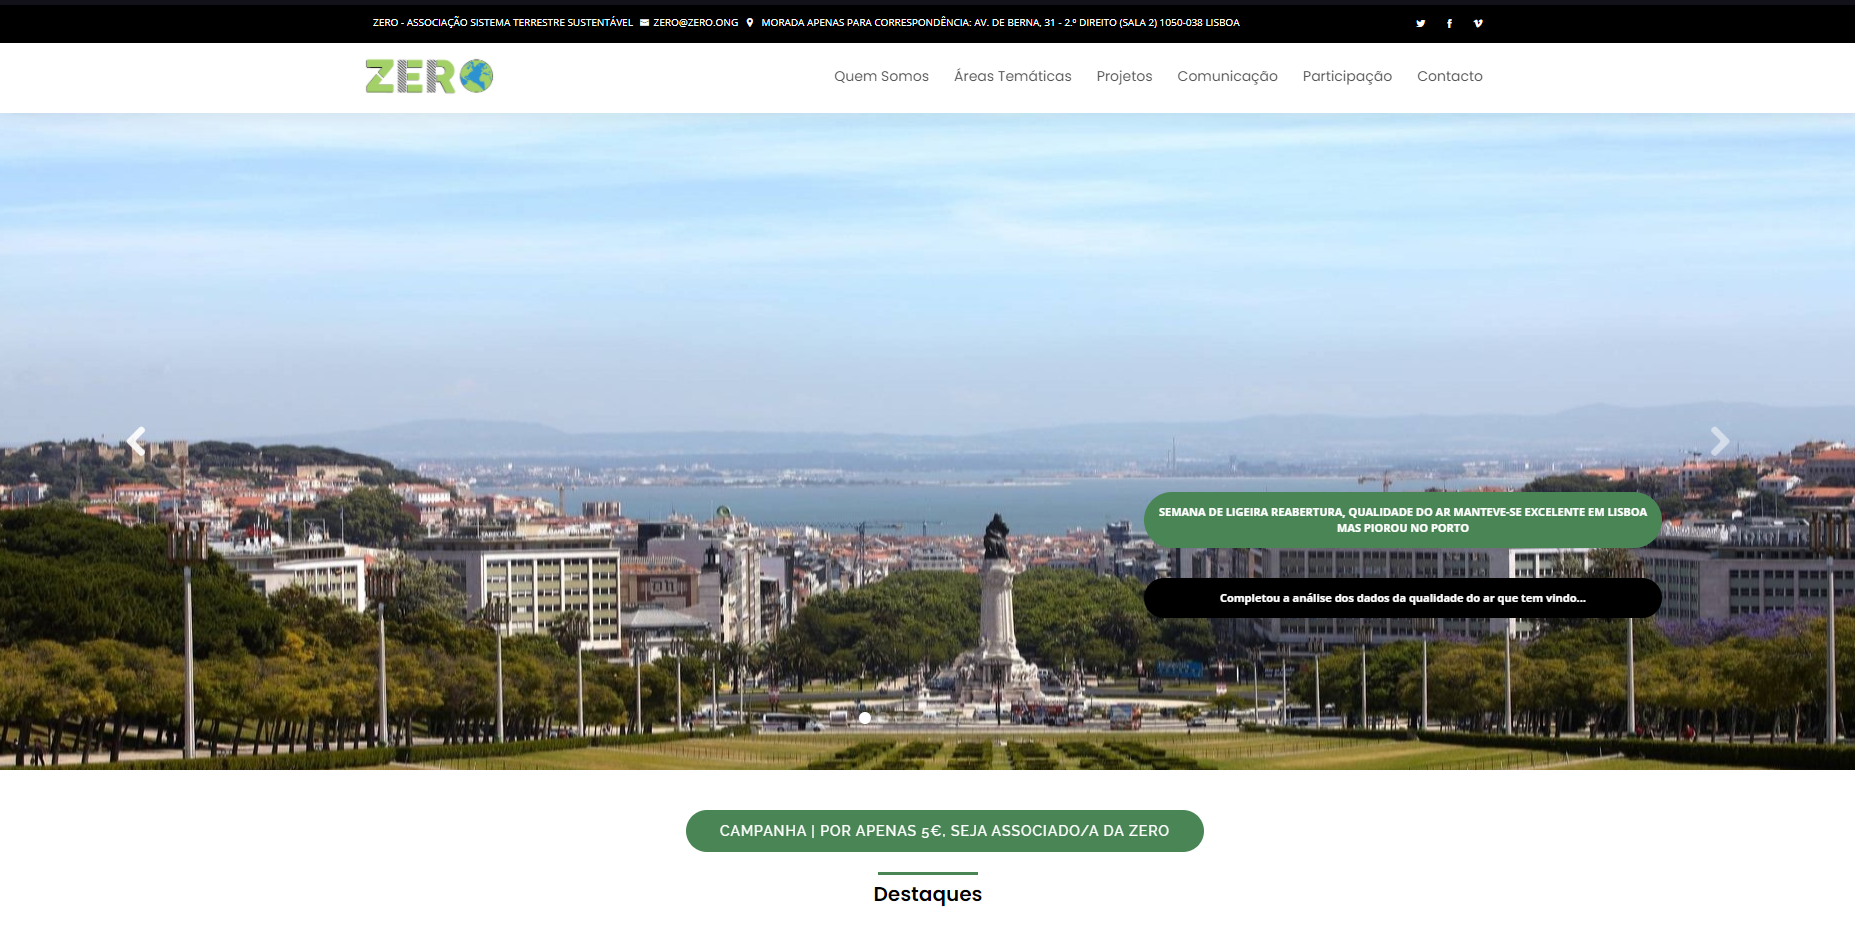 ZERO - ASSOCIAÇÃO SISTEMA TERRESTRE SUSTENTÁVEL ZERO@ZERO.ONG MORADA APENAS PARA CORRESPONDÊNCIA: AV. DE BERNA, 31 - 2.º DIREITO (SALA 2) 1050-038 LISBOA
ZERO
Quem Somos Áreas Temáticas Projetos Comunicação Participação Contacto
SEMANA DE LIGEIRA REABERTURA, QUALIDADE DO AR MANTEVE-SE EXCELENTE EM LISBOA
MAS PIOROU NO PORTO
Completou a análise dos dados da qualidade do ar que tem vindo...
CAMPANHA | POR APENAS 5€, SEJA ASSOCIADO/A DA ZERO
Destaques